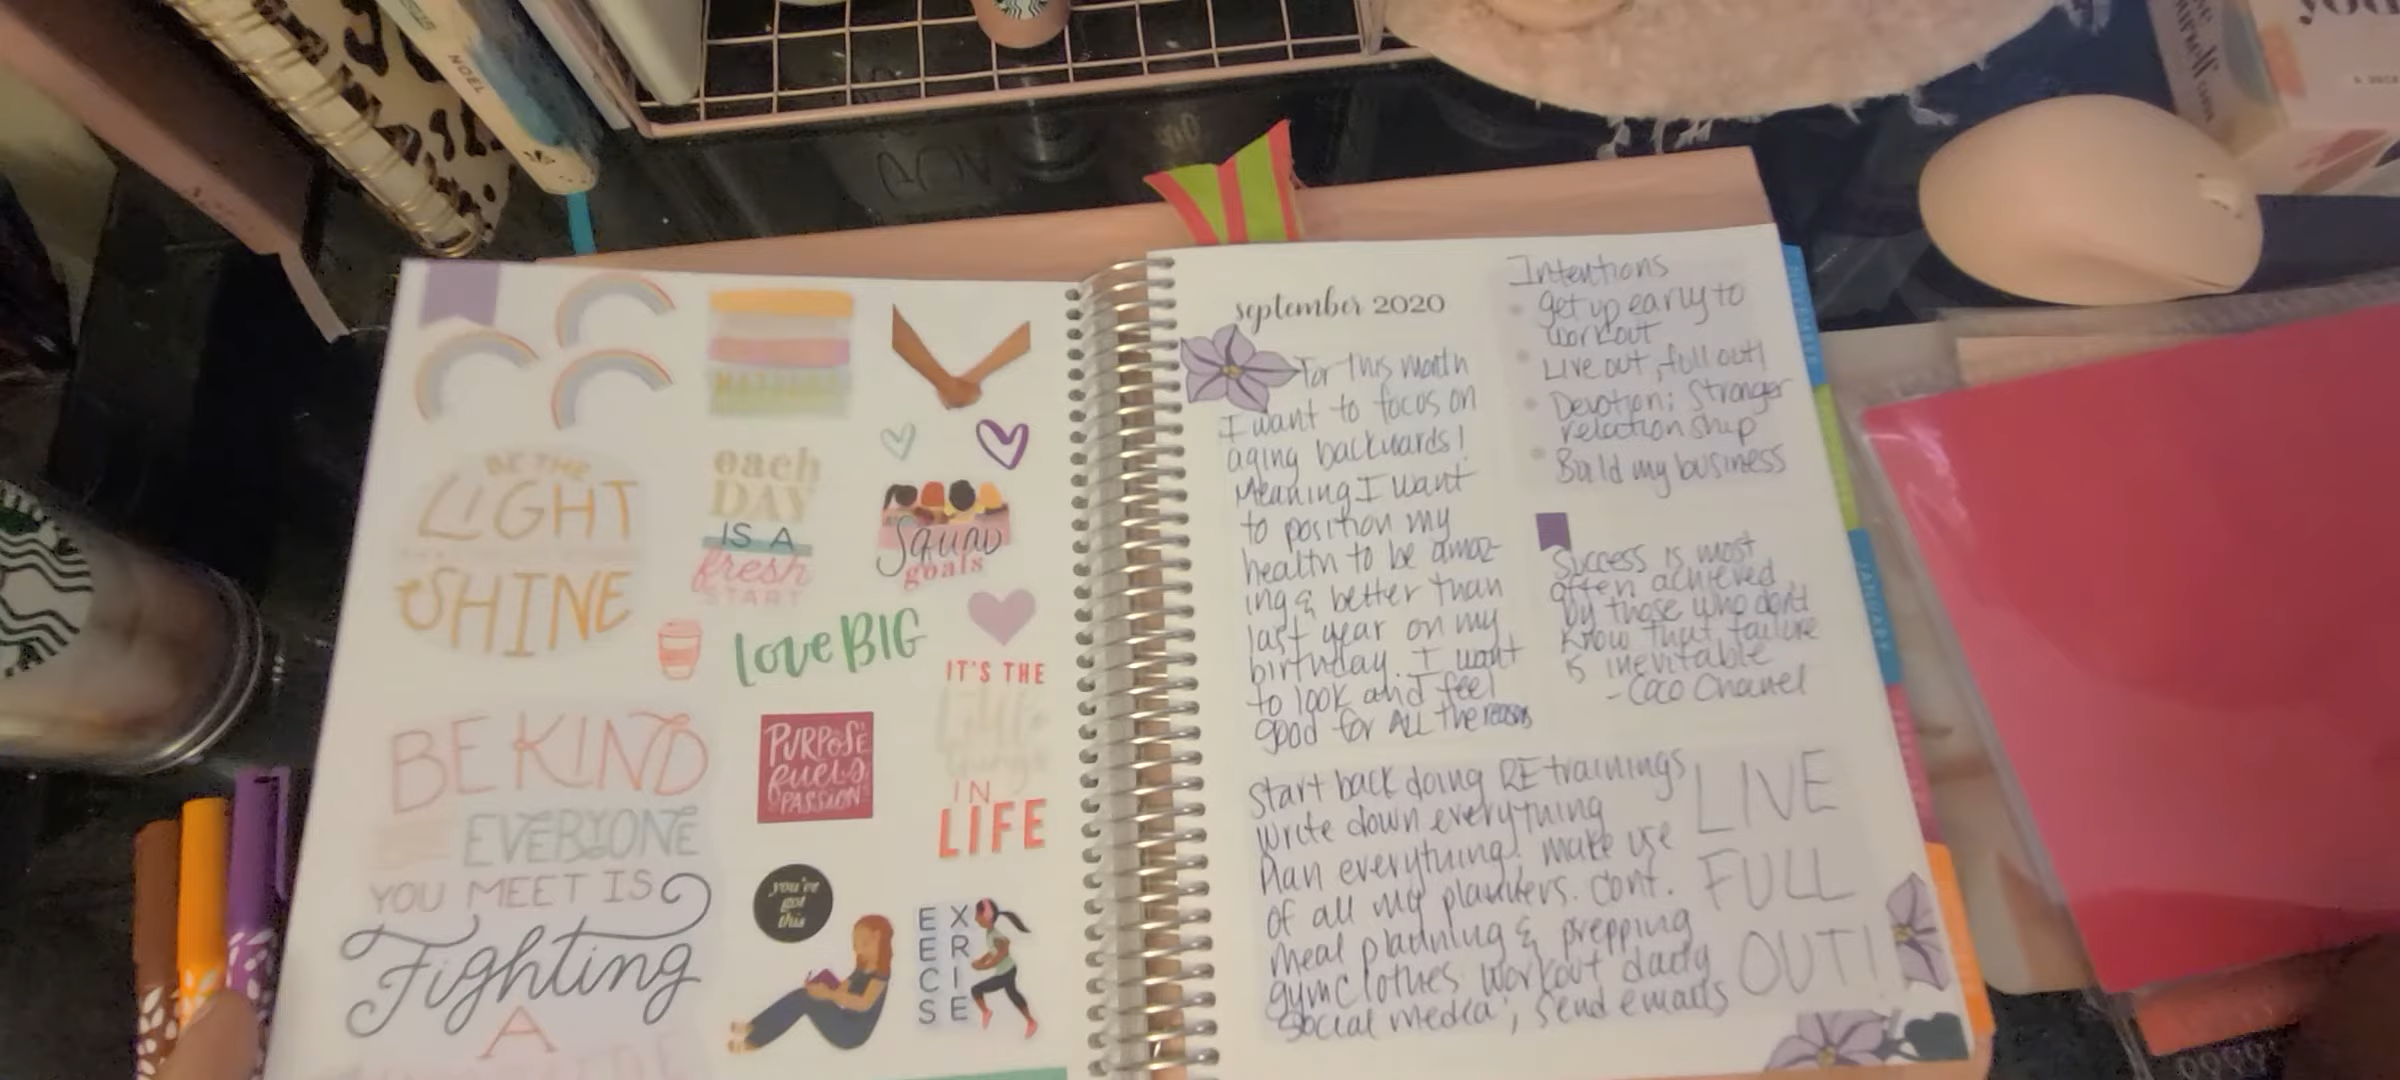 NOEL
BE THE
LIGHT
SHINE
each
DAY
IS A
fresh
START
Squad
goals
love BIG
IT'S THE
Little
things
IN
LIFE
BE KIND
EVERYONE
YOU MEET IS
Fighting
A
PURPOSE
fuels
PASSION
you've
got
this
EXERCISE
september 2020
For this month
I want to focus on
aging backwards!
Meaning I want
to position my
health to be amaz-
ing & better than
last year on my
birthday. I want
to look and feel
good for ALL the reasons
Intentions
Get up early to
workout
Live out, full out!
Devotion: Stronger
relationship
Build my business
Success is most
often achieved
by those who don't
know that failure
is inevitable
- Coco Chanel
Start back doing RE trainings
Write down everything
Plan everything! make use
of all my planners. Cont.
meal planning & prepping
gym clothes workout daily
social media; send emails
LIVE
FULL
OUT!
JANUARY